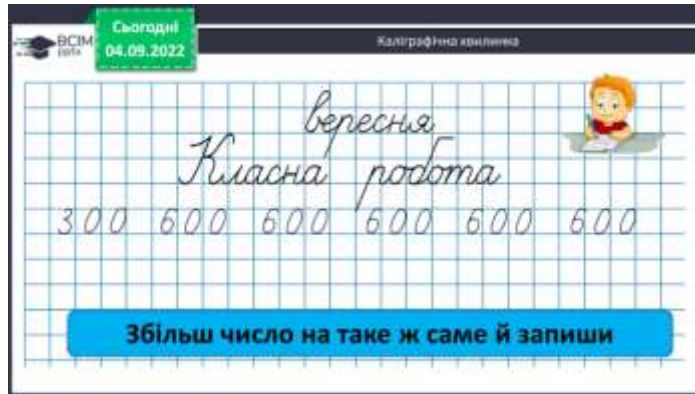 Сьогодні
04.09.2022
ВСІМ
Каліграфічна хвилинка
вересня
Класна робота
300 600 600 600 600 600
Збільш число на таке ж саме й запиши